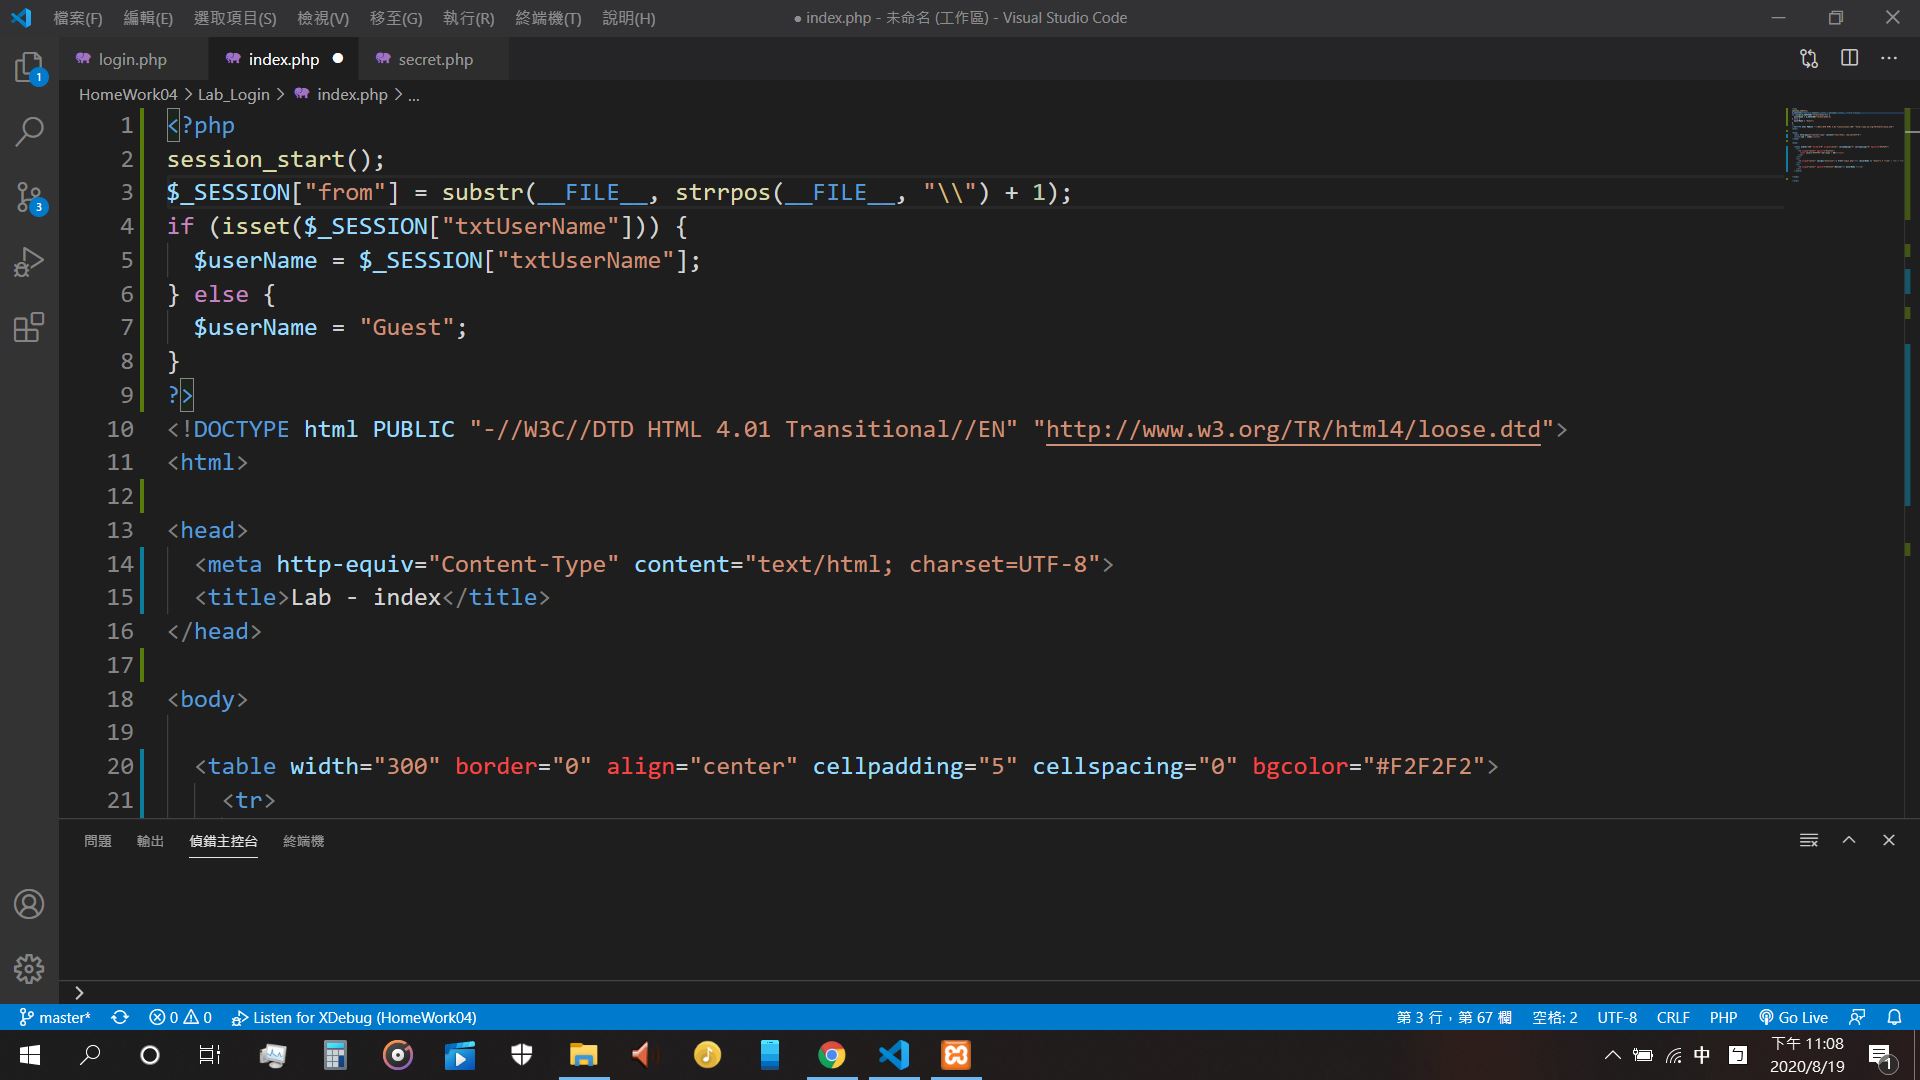 檔案(F) 編輯(E) 選取項目(S) 檢視(V) 移至(G) 執行(R) 終端機(T) 說明(H) ● index.php - 未命名 (工作區) - Visual Studio Code
login.php index.php ● secret.php
HomeWork04 > Lab_Login > index.php > ...
1 <?php
2 session_start();
3 $_SESSION["from"] = substr(__FILE__, strrpos(__FILE__, "\\") + 1);
4 if (isset($_SESSION["txtUserName"])) {
5 $userName = $_SESSION["txtUserName"];
6 } else {
7 $userName = "Guest";
8 }
9 ?>
10 <!DOCTYPE html PUBLIC "-//W3C//DTD HTML 4.01 Transitional//EN" "http://www.w3.org/TR/html4/loose.dtd">
11 <html>
12
13 <head>
14 <meta http-equiv="Content-Type" content="text/html; charset=UTF-8">
15 <title>Lab - index</title>
16 </head>
17
18 <body>
19
20 <table width="300" border="0" align="center" cellpadding="5" cellspacing="0" bgcolor="#F2F2F2">
21 <tr>
1
3
問題 輸出 偵錯主控台 終端機
master* 0 0 Listen for XDebug (HomeWork04) 第 3 行，第 67 欄 空格: 2 UTF-8 CRLF PHP Go Live
中 下午 11:08
2020/8/19 1